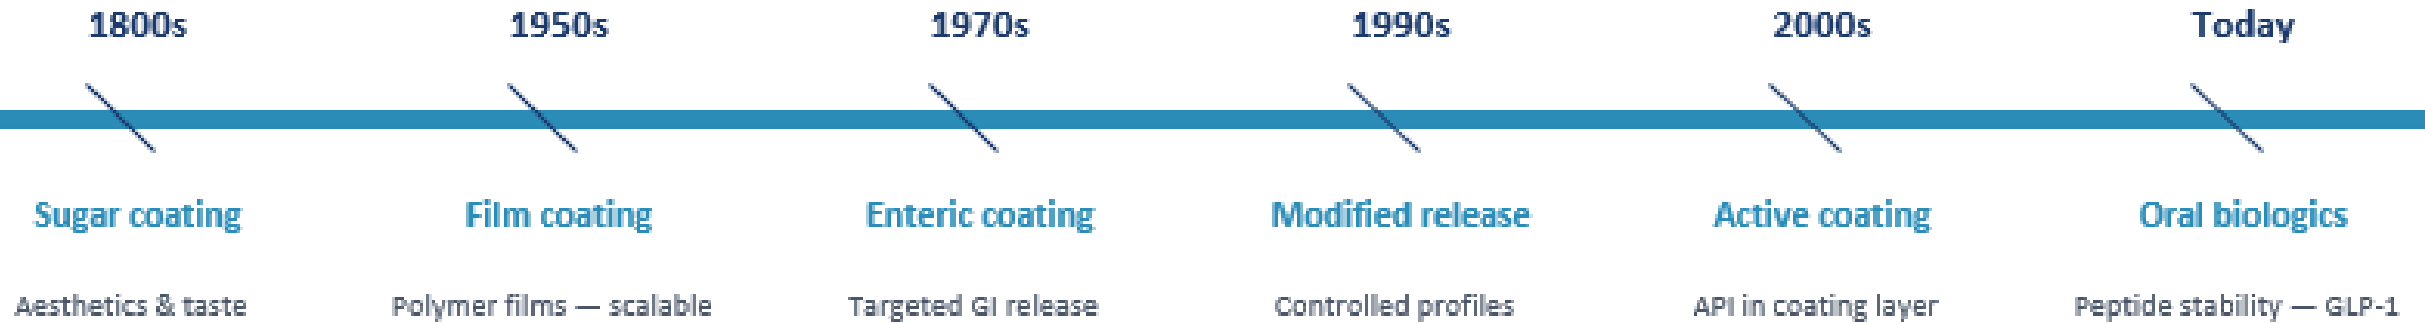 1800s 1950s 1970s 1990s 2000s Today
Sugar coating Film coating Enteric coating Modified release Active coating Oral biologics
Aesthetics & taste Polymer films — scalable Targeted GI release Controlled profiles API in coating layer Peptide stability — GLP-1